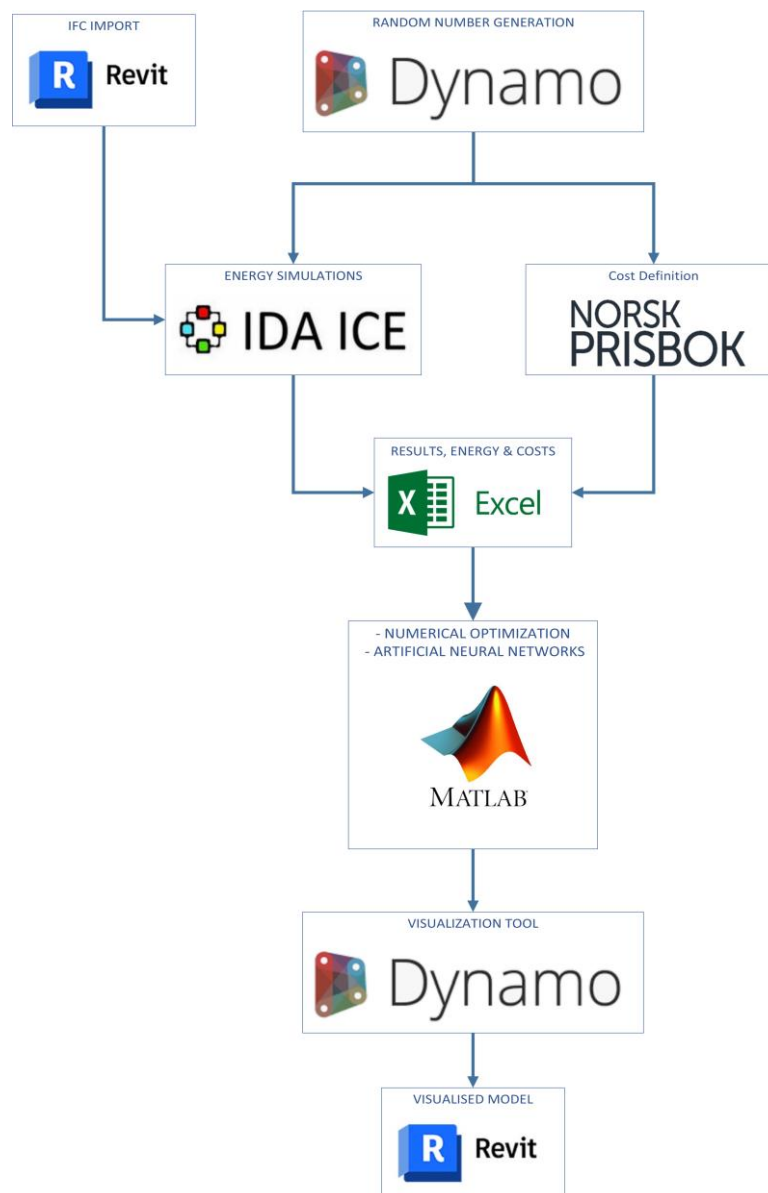 IFC IMPORT
R Revit
RANDOM NUMBER GENERATION
Dynamo
ENERGY SIMULATIONS
IDA ICE
Cost Definition
NORSK
PRISBOK
RESULTS, ENERGY & COSTS
X Excel
- NUMERICAL OPTIMIZATION
- ARTIFICIAL NEURAL NETWORKS
MATLAB
VISUALIZATION TOOL
Dynamo
VISUALISED MODEL
R Revit